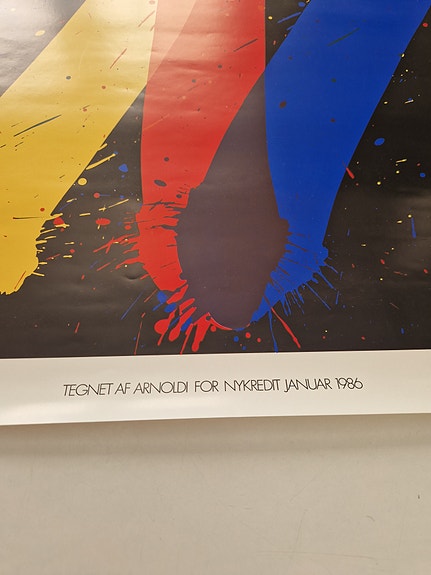 TEGNET AF ARNOLDI FOR NYKREDIT JANUAR 1986